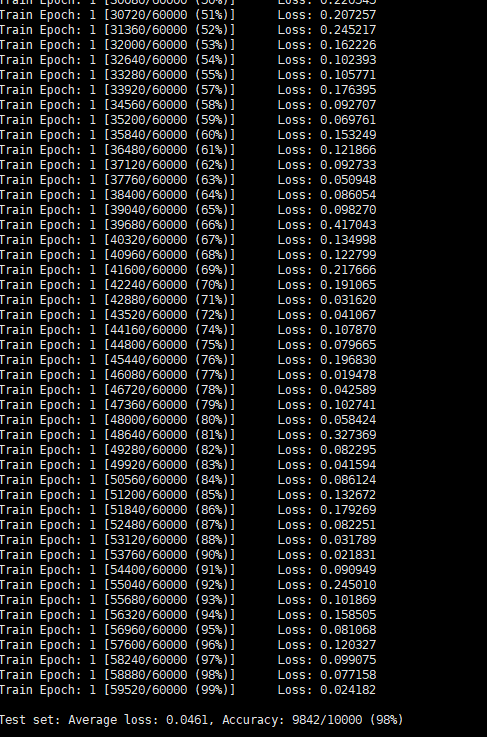 Train Epoch: 1 [30080/60000 (50%)]      Loss: 0.220545
Train Epoch: 1 [30720/60000 (51%)]      Loss: 0.207257
Train Epoch: 1 [31360/60000 (52%)]      Loss: 0.245217
Train Epoch: 1 [32000/60000 (53%)]      Loss: 0.162226
Train Epoch: 1 [32640/60000 (54%)]      Loss: 0.102393
Train Epoch: 1 [33280/60000 (55%)]      Loss: 0.105771
Train Epoch: 1 [33920/60000 (57%)]      Loss: 0.176395
Train Epoch: 1 [34560/60000 (58%)]      Loss: 0.092707
Train Epoch: 1 [35200/60000 (59%)]      Loss: 0.069761
Train Epoch: 1 [35840/60000 (60%)]      Loss: 0.153249
Train Epoch: 1 [36480/60000 (61%)]      Loss: 0.121866
Train Epoch: 1 [37120/60000 (62%)]      Loss: 0.092733
Train Epoch: 1 [37760/60000 (63%)]      Loss: 0.050948
Train Epoch: 1 [38400/60000 (64%)]      Loss: 0.086054
Train Epoch: 1 [39040/60000 (65%)]      Loss: 0.098270
Train Epoch: 1 [39680/60000 (66%)]      Loss: 0.417043
Train Epoch: 1 [40320/60000 (67%)]      Loss: 0.134998
Train Epoch: 1 [40960/60000 (68%)]      Loss: 0.122799
Train Epoch: 1 [41600/60000 (69%)]      Loss: 0.217666
Train Epoch: 1 [42240/60000 (70%)]      Loss: 0.191065
Train Epoch: 1 [42880/60000 (71%)]      Loss: 0.031620
Train Epoch: 1 [43520/60000 (72%)]      Loss: 0.041067
Train Epoch: 1 [44160/60000 (74%)]      Loss: 0.107870
Train Epoch: 1 [44800/60000 (75%)]      Loss: 0.079665
Train Epoch: 1 [45440/60000 (76%)]      Loss: 0.196830
Train Epoch: 1 [46080/60000 (77%)]      Loss: 0.019478
Train Epoch: 1 [46720/60000 (78%)]      Loss: 0.042589
Train Epoch: 1 [47360/60000 (79%)]      Loss: 0.102741
Train Epoch: 1 [48000/60000 (80%)]      Loss: 0.058424
Train Epoch: 1 [48640/60000 (81%)]      Loss: 0.327369
Train Epoch: 1 [49280/60000 (82%)]      Loss: 0.082295
Train Epoch: 1 [49920/60000 (83%)]      Loss: 0.041594
Train Epoch: 1 [50560/60000 (84%)]      Loss: 0.086124
Train Epoch: 1 [51200/60000 (85%)]      Loss: 0.132672
Train Epoch: 1 [51840/60000 (86%)]      Loss: 0.179269
Train Epoch: 1 [52480/60000 (87%)]      Loss: 0.082251
Train Epoch: 1 [53120/60000 (88%)]      Loss: 0.031789
Train Epoch: 1 [53760/60000 (90%)]      Loss: 0.021831
Train Epoch: 1 [54400/60000 (91%)]      Loss: 0.090949
Train Epoch: 1 [55040/60000 (92%)]      Loss: 0.245010
Train Epoch: 1 [55680/60000 (93%)]      Loss: 0.101869
Train Epoch: 1 [56320/60000 (94%)]      Loss: 0.158505
Train Epoch: 1 [56960/60000 (95%)]      Loss: 0.081068
Train Epoch: 1 [57600/60000 (96%)]      Loss: 0.120327
Train Epoch: 1 [58240/60000 (97%)]      Loss: 0.099075
Train Epoch: 1 [58880/60000 (98%)]      Loss: 0.077158
Train Epoch: 1 [59520/60000 (99%)]      Loss: 0.024182
Test set: Average loss: 0.0461, Accuracy: 9842/10000 (98%)